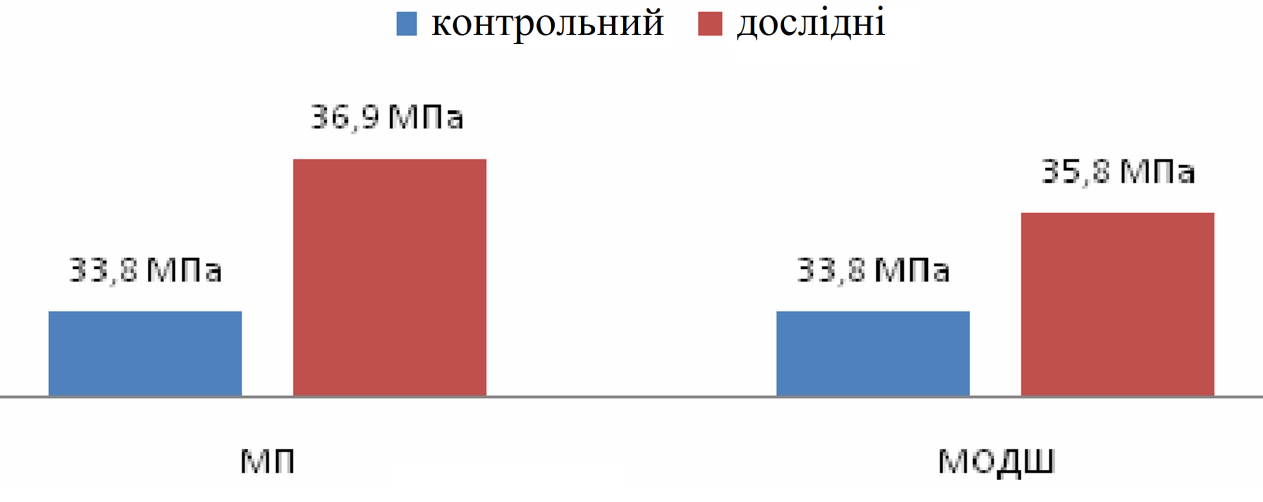 контрольний дослідні
36,9 МПа
35,8 МПа
33,8 МПа
33,8 МПа
МП
МОДШ